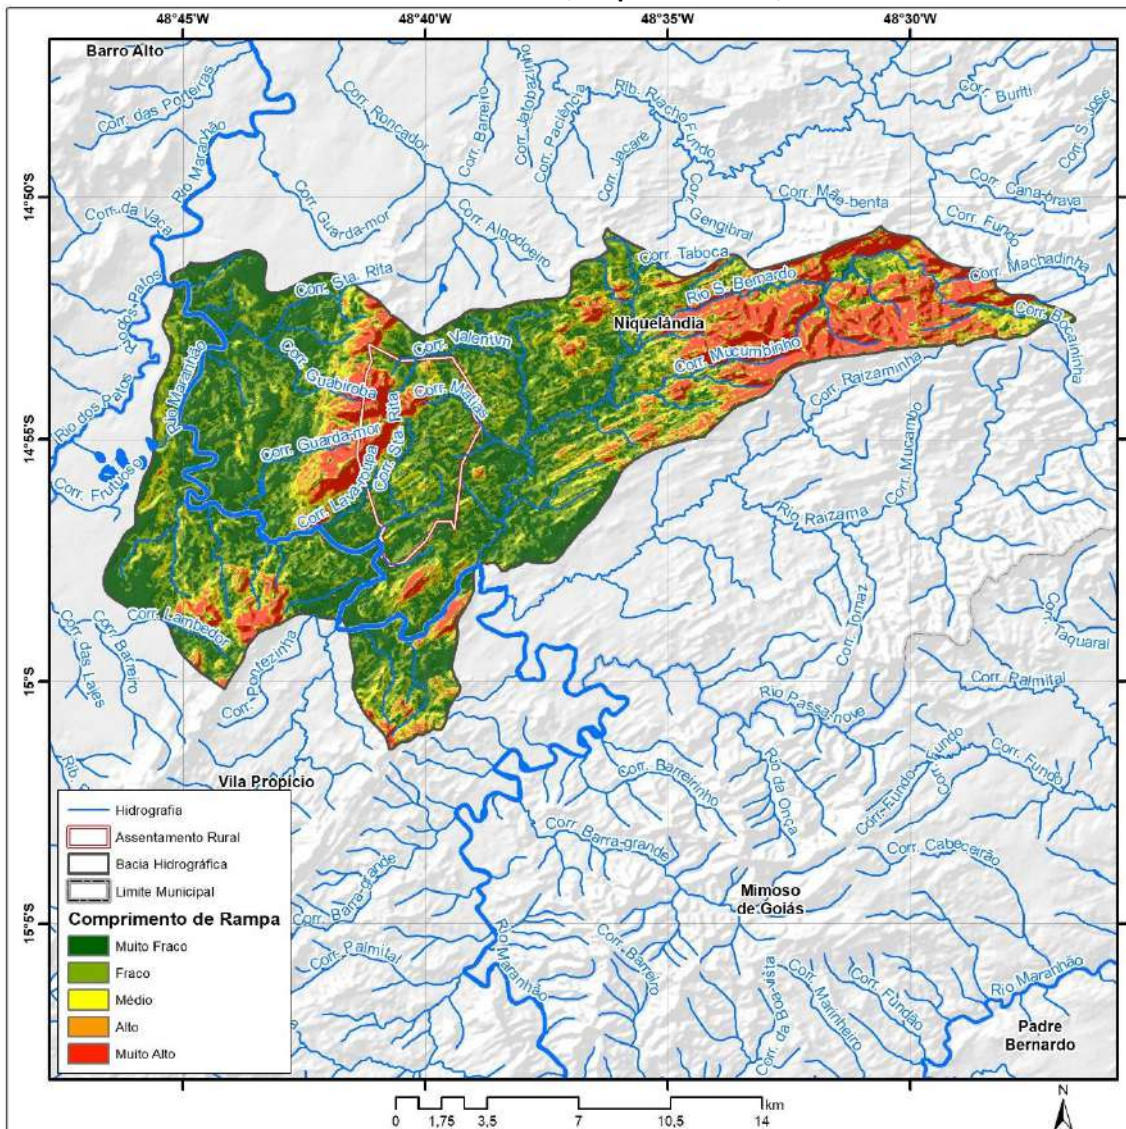 48°45'W
48°40'W
48°35'W
48°30'W
Barro Alto
Corr. das Porteiras
Rio Maranhão
Corr. Roncador
Corr. Barreiro
Corr. Jatobazinho
Corr. Paciência
Rib. Riacho Fundo
Corr. Jacaré
Corr. Buriti
Corr. S. José
14°50'S
Corr. da Vaca
Corr. Guarda-mor
Corr. Algodoeiro
Corr. Gengibral
Corr. Mãe-benta
Corr. Cana-brava
Corr. Fundo
Corr. Taboca
Corr. Machadinha
Rio dos Patos
Corr. Sta. Rita
Rio S. Bernardo
Corr. Bocaininha
Niquelândia
Corr. Valentim
Corr. Mucumbinho
Corr. Raizaminha
Rio Maranhão
Corr. Guabiroba
Corr. Matias
Corr. Sta. Rita
Rio dos Patos
14°55'S
Corr. Guarda-mor
Corr. Lava-roupa
Corr. Frutuoso
Corr. Mucambo
Rio Raizama
Corr. Lambedor
Corr. Barreiro
Corr. das Lajes
Corr. Pontezinha
Corr. Tomaz
Corr. Taquaral
15°S
Corr. Palmital
Rio Passa-nove
Vila Propício
Corr. Barreirinho
Rio da Onça
Corr. Fundo
Corr. Fundo
Corr. Fundo
Corr. Barra-grande
Corr. Cabeceirão
Mimoso
de Goiás
Corr. Barra-grande
15°5'S
Corr. Palmital
Rio Maranhão
Corr. Barreiro
Corr. da Boa-vista
Corr. Marinheiro
Corr. Fundão
Rio Maranhão
Padre
Bernardo
Hidrografia
Assentamento Rural
Bacia Hidrográfica
Limite Municipal
Comprimento de Rampa
Muito Fraco
Fraco
Médio
Alto
Muito Alto
km
0 1,75 3,5 7 10,5 14
N